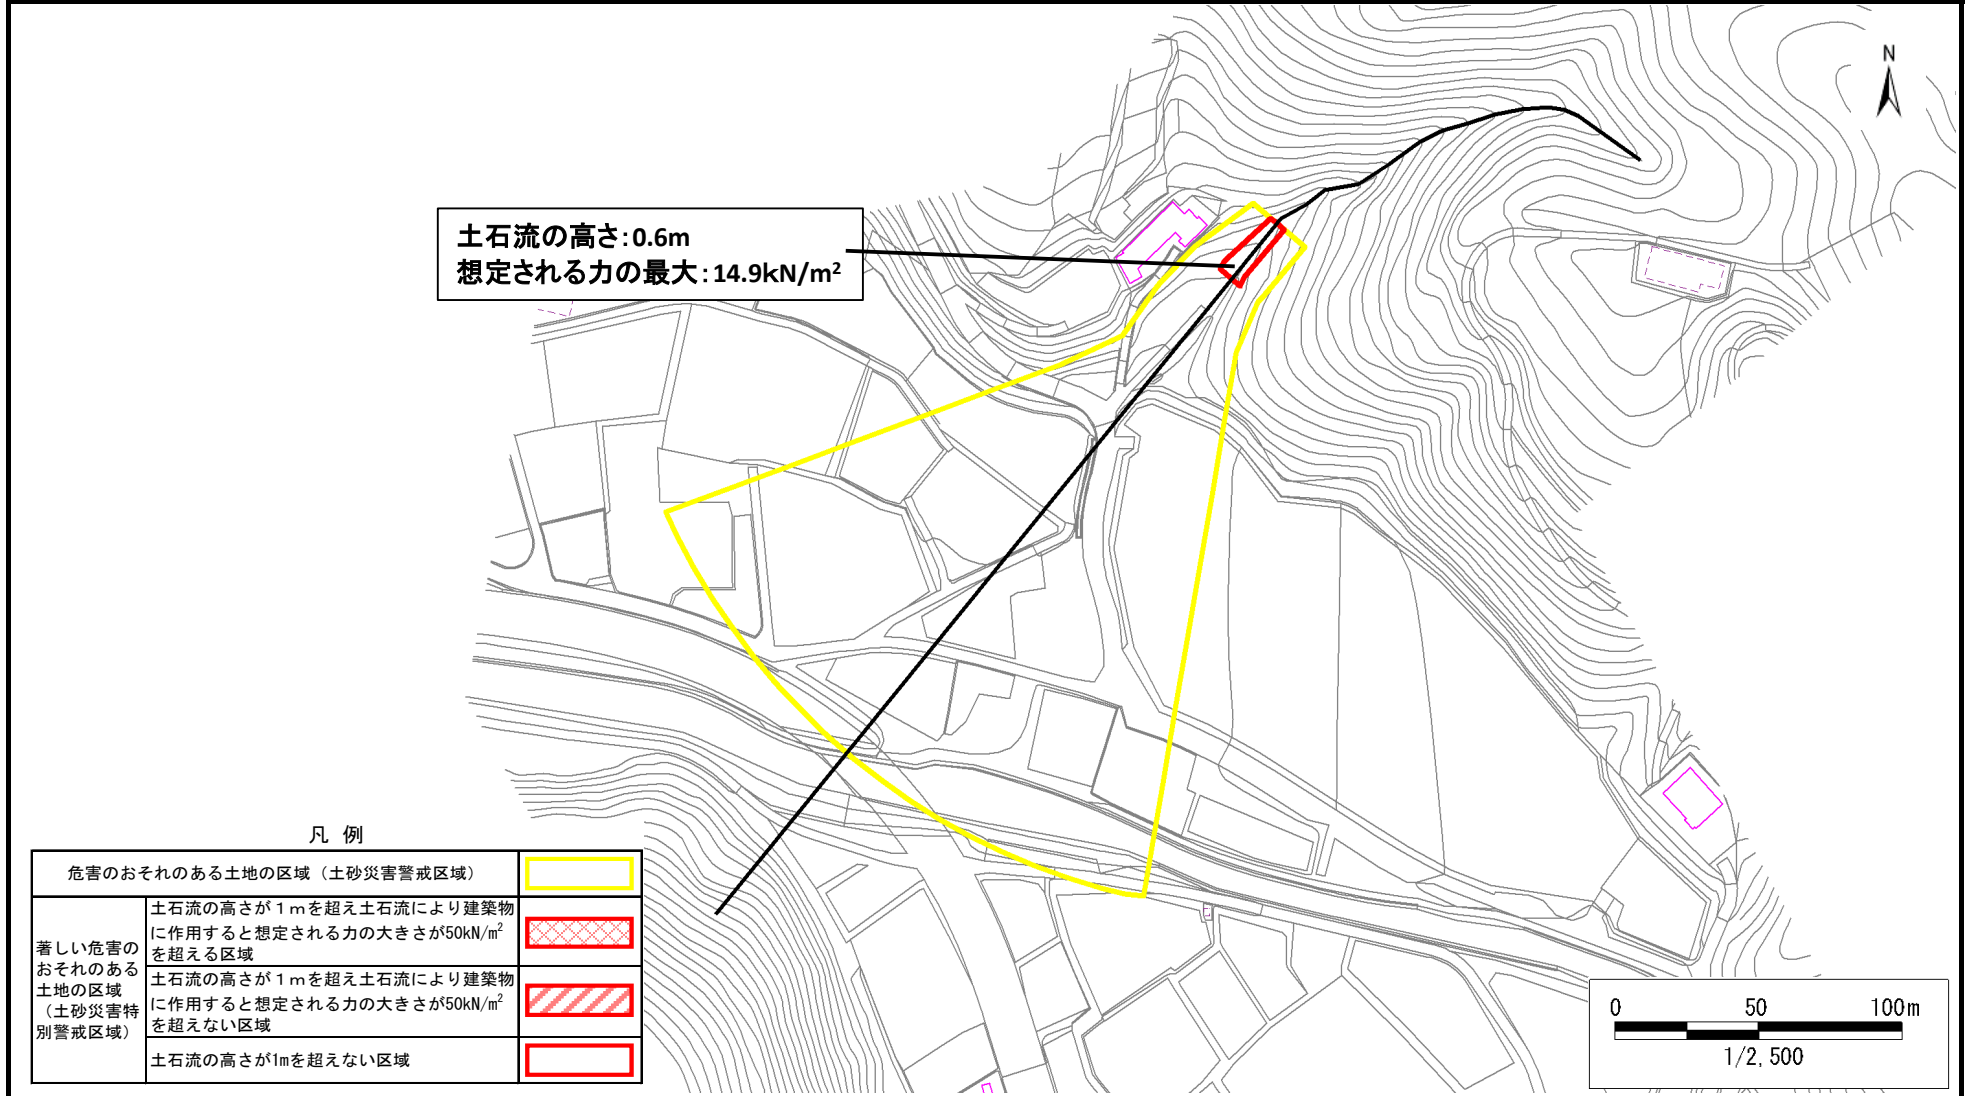 N
土石流の高さ:0.6m
想定される力の最大:14.9kN/m²
凡 例
危害のおそれのある土地の区域（土砂災害警戒区域）
著しい危害の
おそれのある
土地の区域
（土砂災害特
別警戒区域）
土石流の高さが１ｍを超え土石流により建築物
に作用すると想定される力の大きさが50kN/㎡
を超える区域
土石流の高さが１ｍを超え土石流により建築物
に作用すると想定される力の大きさが50kN/㎡
を超えない区域
土石流の高さが1mを超えない区域
0 50 100m
1/2,500